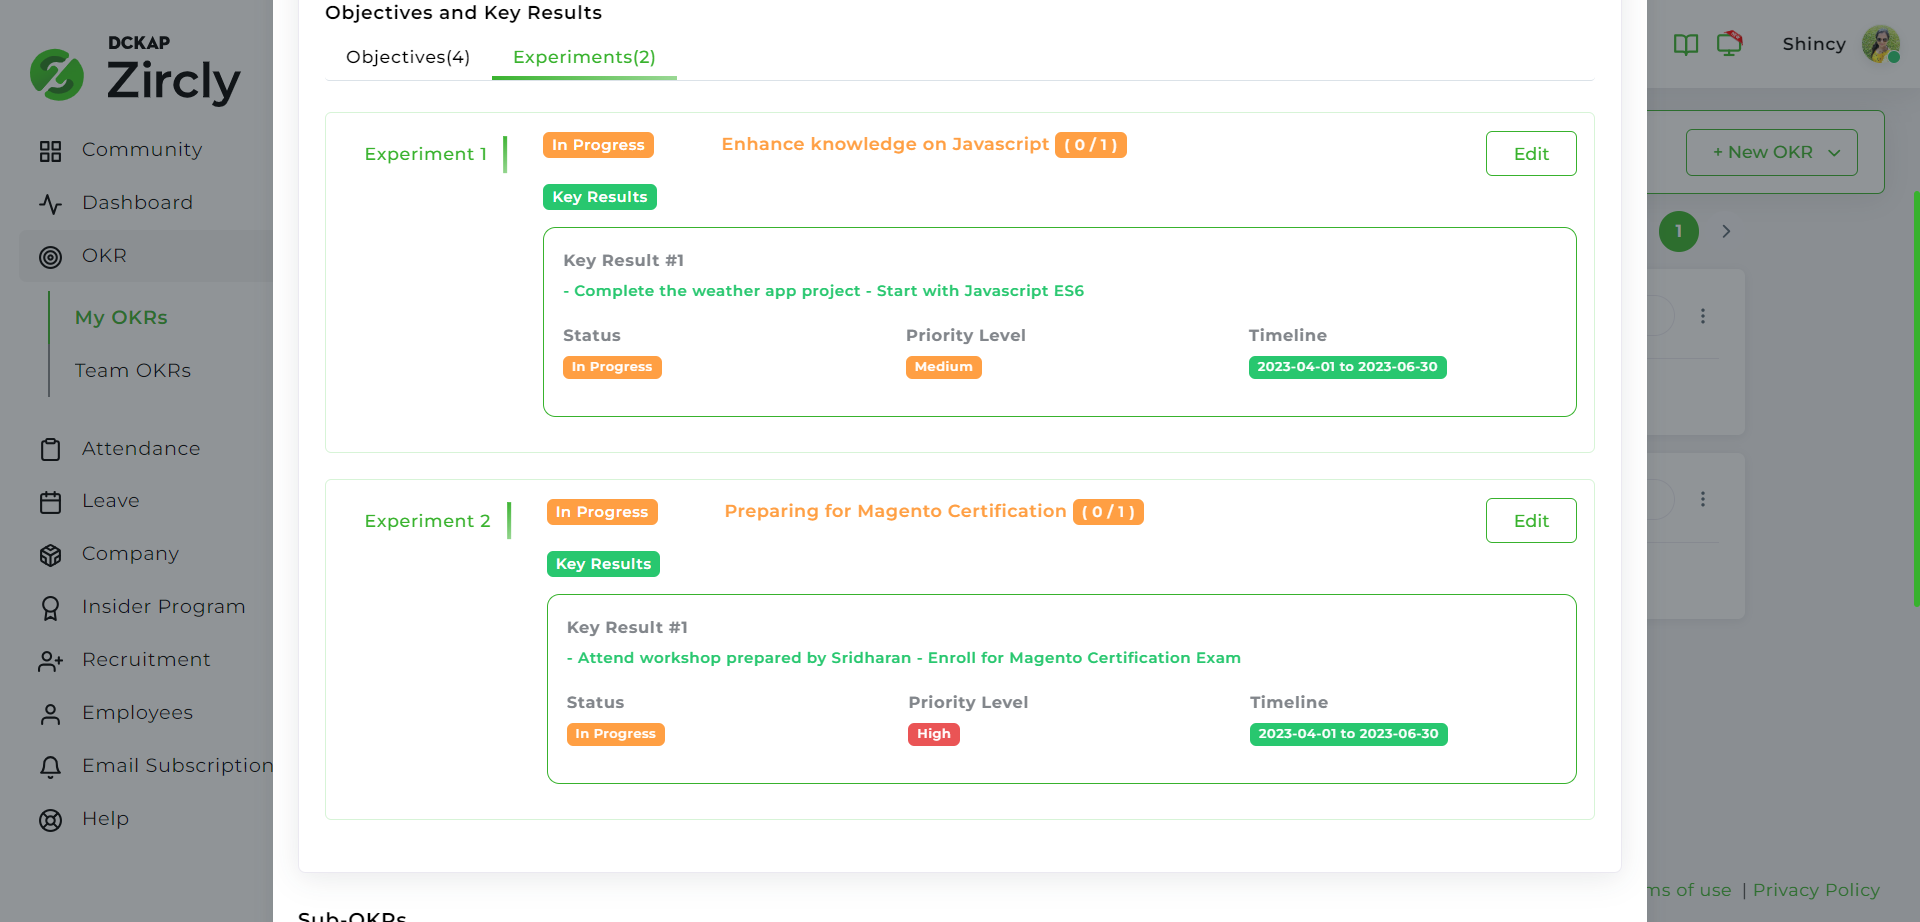 DCKAP
Zircly
Community
Dashboard
OKR
My OKRs
Team OKRs
Attendance
Leave
Company
Insider Program
Recruitment
Employees
Email Subscription
Help
Objectives and Key Results
Objectives(4)
Experiments(2)
Experiment 1
In Progress
Enhance knowledge on Javascript ( 0 / 1 )
Edit
Key Results
Key Result #1
- Complete the weather app project - Start with Javascript ES6
Status
Priority Level
Timeline
In Progress
Medium
2023-04-01 to 2023-06-30
Experiment 2
In Progress
Preparing for Magento Certification ( 0 / 1 )
Edit
Key Results
Key Result #1
- Attend workshop prepared by Sridharan - Enroll for Magento Certification Exam
Status
Priority Level
Timeline
In Progress
High
2023-04-01 to 2023-06-30
Sub-OKRs
Shincy
+ New OKR
1
of use | Privacy Policy